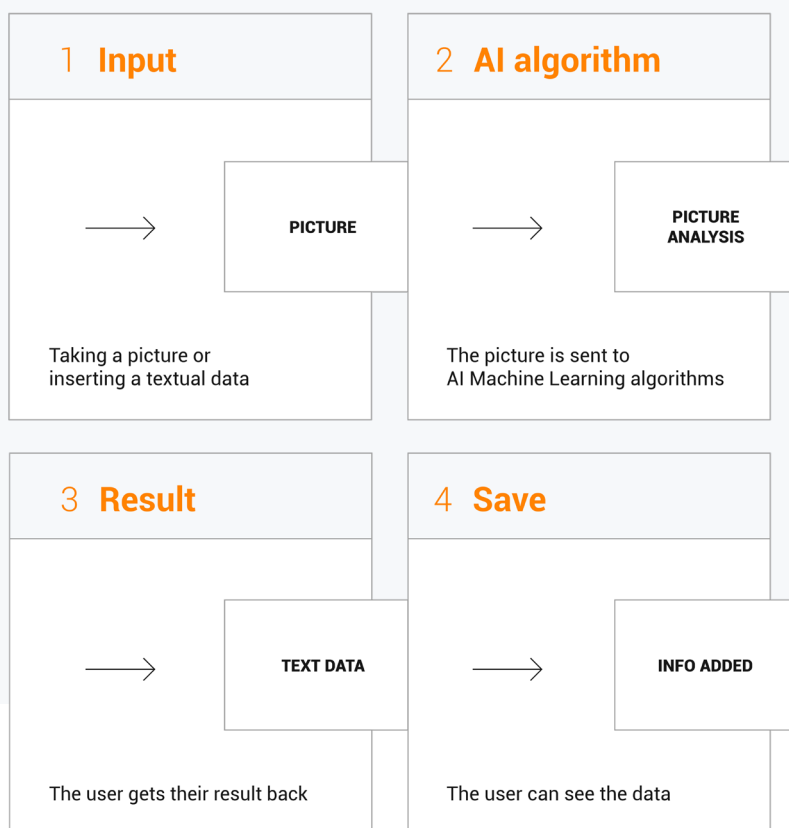 1 Input
PICTURE
Taking a picture or
inserting a textual data
2 AI algorithm
PICTURE
ANALYSIS
The picture is sent to
AI Machine Learning algorithms
3 Result
TEXT DATA
The user gets their result back
4 Save
INFO ADDED
The user can see the data